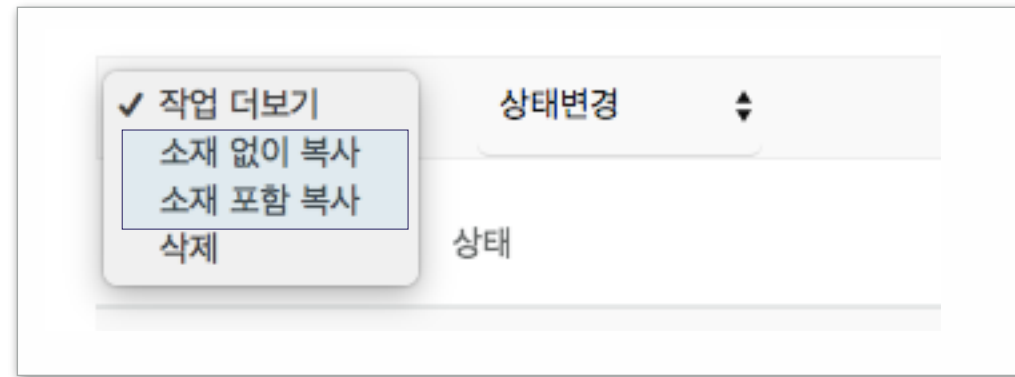 ✓ 작업 더보기
상태변경
소재 없이 복사
소재 포함 복사
삭제
상태